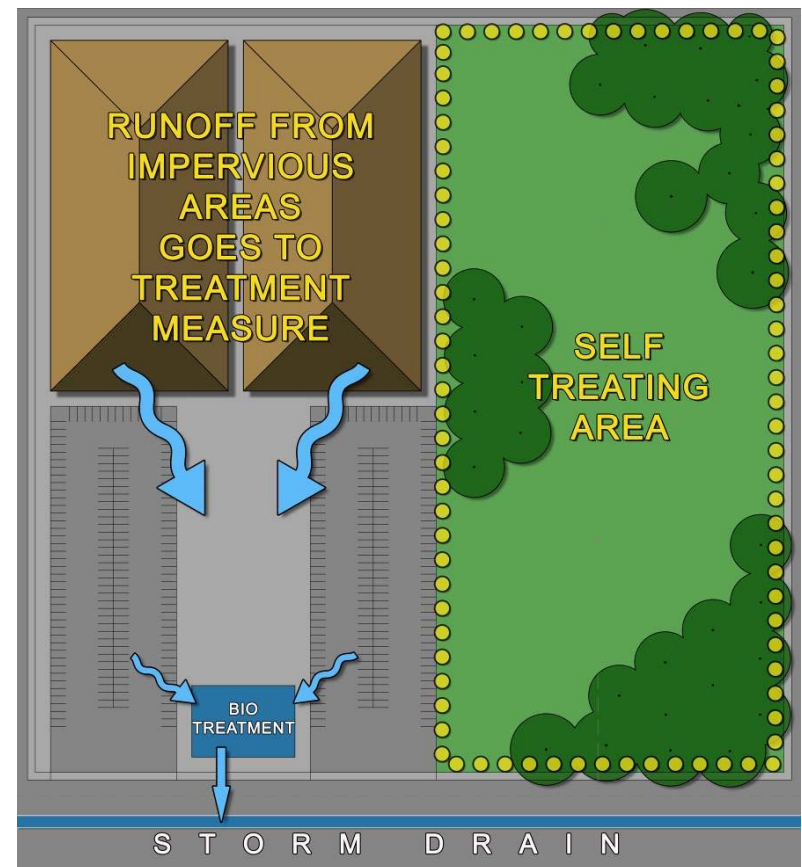 RUNOFF FROM
IMPERVIOUS
AREAS
GOES TO
TREATMENT
MEASURE
SELF
TREATING
AREA
BIO
TREATMENT
STORM DRAIN